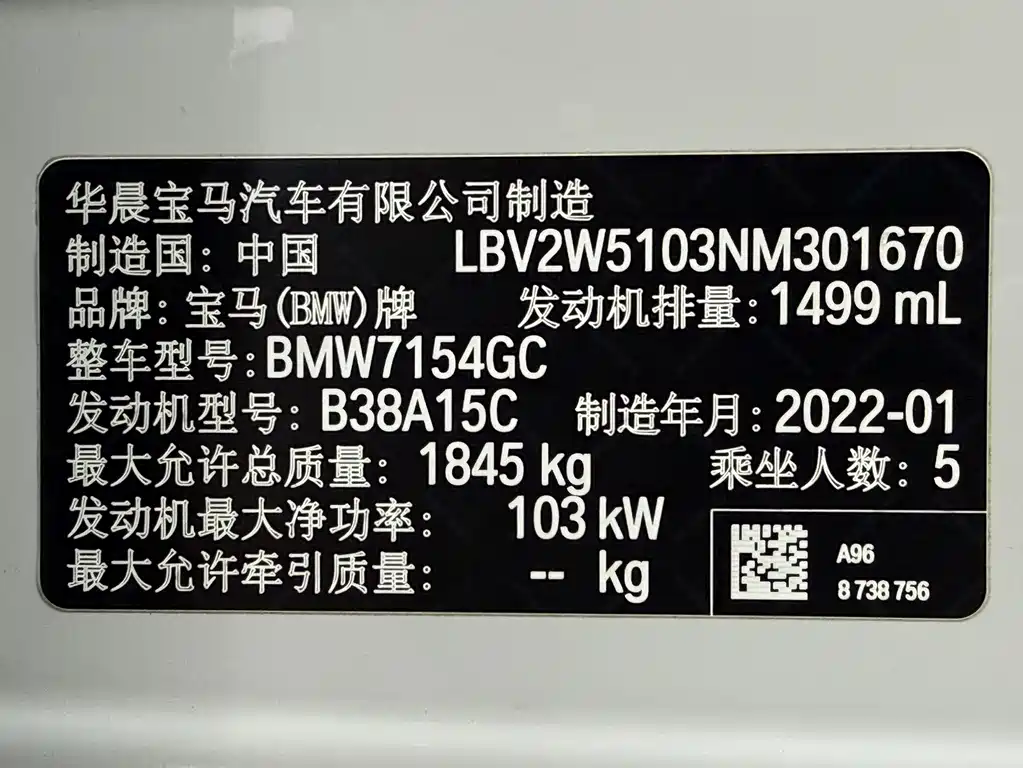 华晨宝马汽车有限公司制造
制造国：中国 LBV2W5103NM301670
品牌：宝马(BMW)牌 发动机排量：1499 mL
整车型号：BMW7154GC
发动机型号：B38A15C 制造年月：2022-01
最大允许总质量：1845 kg 乘坐人数：5
发动机最大净功率：103 kW
最大允许牵引质量：-- kg
A96
8 738 756